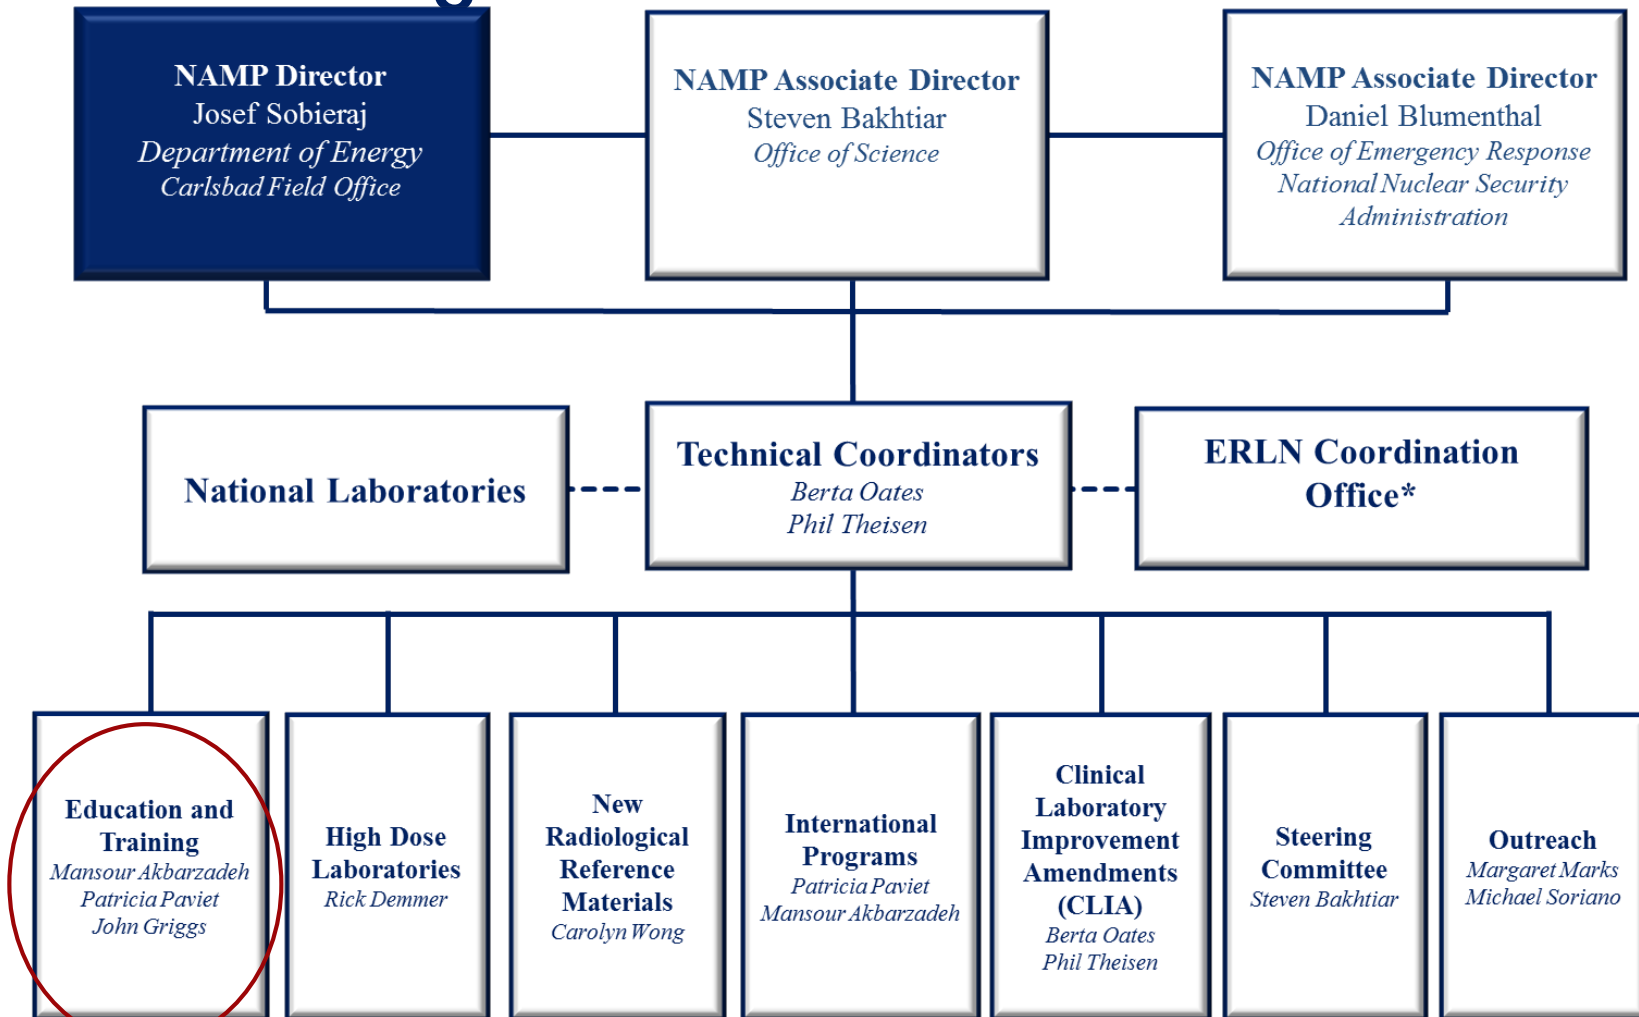 NAMP Director
Josef Sobieraj
Department of Energy
Carlsbad Field Office
NAMP Associate Director
Steven Bakhtiar
Office of Science
NAMP Associate Director
Daniel Blumenthal
Office of Emergency Response
National Nuclear Security
Administration
National Laboratories
Technical Coordinators
Berta Oates
Phil Theisen
ERLN Coordination
Office*
Education and
Training
Mansour Akbarzadeh
Patricia Paviet
John Griggs
High Dose
Laboratories
Rick Demmer
New
Radiological
Reference
Materials
Carolyn Wong
International
Programs
Patricia Paviet
Mansour Akbarzadeh
Clinical
Laboratory
Improvement
Amendments
(CLIA)
Berta Oates
Phil Theisen
Steering
Committee
Steven Bakhtiar
Outreach
Margaret Marks
Michael Soriano